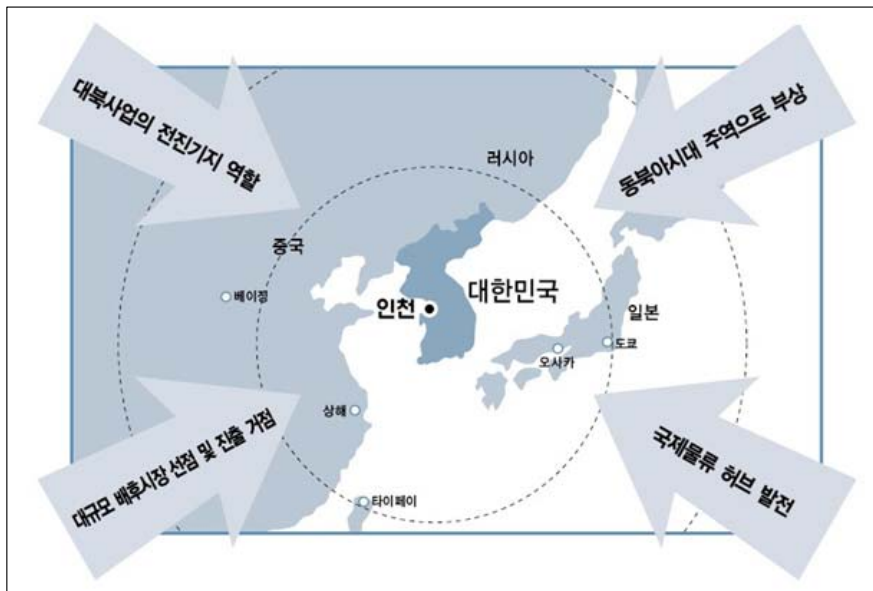 대북사업의 전진기지 역할
동북아시대 주역으로 부상
러시아
중국
베이징
대한민국
인천
일본
도쿄
오사카
상해
타이페이
대규모 배후시장 선점 및 진출 거점
국제물류 허브 발전